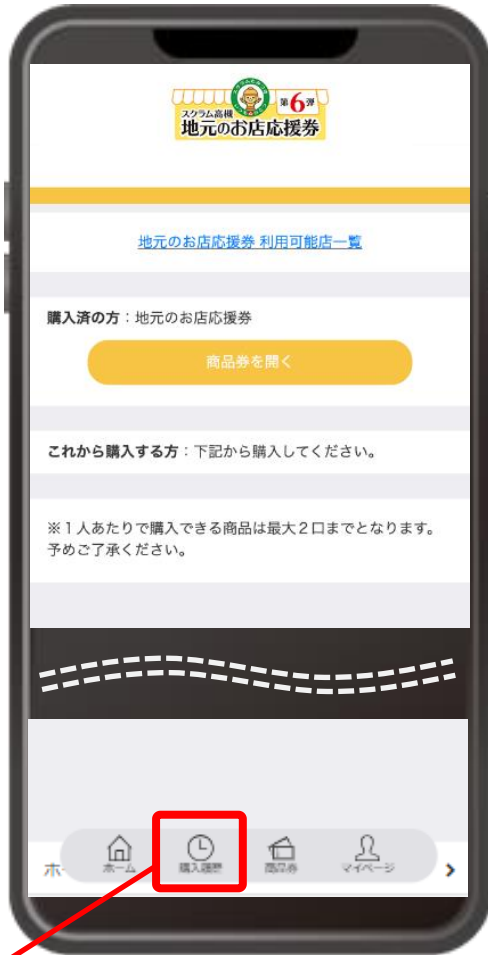 スクラム高槻
第6弾
地元のお店応援券
地元のお店応援券 利用可能店一覧
購入済の方：地元のお店応援券
商品券を開く
これから購入する方：下記から購入してください。
※１人あたりで購入できる商品は最大２口までとなります。
予めご了承ください。
ホーム
購入履歴
商品券
マイページ